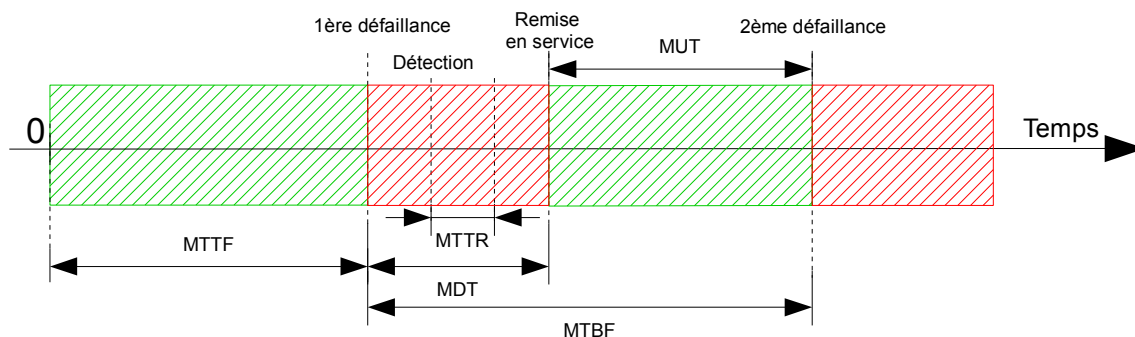 1ère défaillance
Remise
en service
MUT
2ème défaillance
Détection
0
Temps
MTTR
MTTF
MDT
MTBF